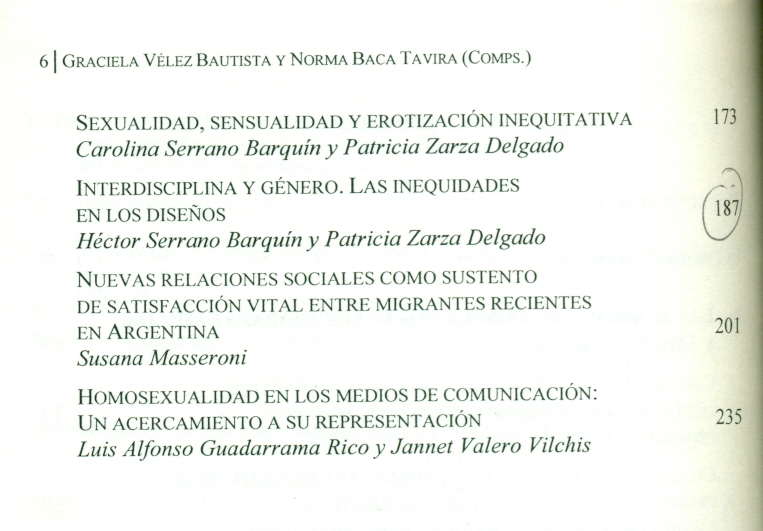 6 | GRACIELA VÉLEZ BAUTISTA Y NORMA BACA TAVIRA (COMPS.)
SEXUALIDAD, SENSUALIDAD Y EROTIZACIÓN INEQUITATIVA 173
Carolina Serrano Barquín y Patricia Zarza Delgado
INTERDISCIPLINA Y GÉNERO. LAS INEQUIDADES
EN LOS DISEÑOS 187
Héctor Serrano Barquín y Patricia Zarza Delgado
NUEVAS RELACIONES SOCIALES COMO SUSTENTO
DE SATISFACCIÓN VITAL ENTRE MIGRANTES RECIENTES
EN ARGENTINA 201
Susana Masseroni
HOMOSEXUALIDAD EN LOS MEDIOS DE COMUNICACIÓN:
UN ACERCAMIENTO A SU REPRESENTACIÓN 235
Luis Alfonso Guadarrama Rico y Jannet Valero Vilchis